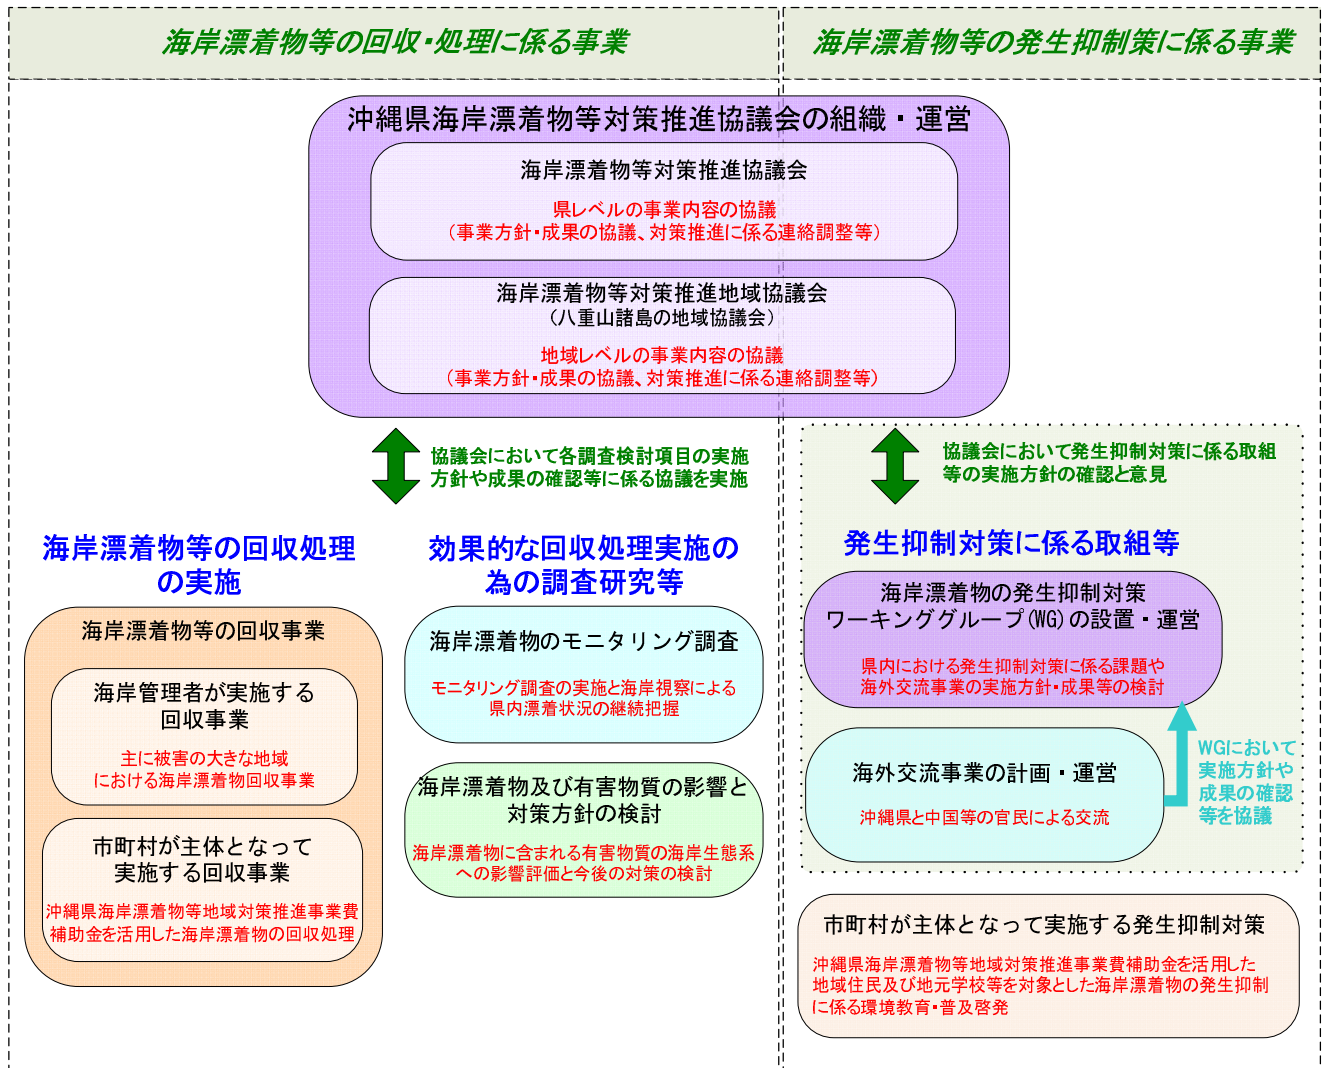 海岸漂着物等の回収・処理に係る事業
海岸漂着物等の発生抑制策に係る事業
沖縄県海岸漂着物等対策推進協議会の組織・運営
海岸漂着物等対策推進協議会
県レベルの事業内容の協議
（事業方針・成果の協議、対策推進に係る連絡調整等）
海岸漂着物等対策推進地域協議会
（八重山諸島の地域協議会）
地域レベルの事業内容の協議
（事業方針・成果の協議、対策推進に係る連絡調整等）
協議会において各調査検討項目の実施
方針や成果の確認等に係る協議を実施
協議会において発生抑制対策に係る取組
等の実施方針の確認と意見
海岸漂着物等の回収処理
の実施
海岸漂着物等の回収事業
海岸管理者が実施する
回収事業
主に被害の大きな地域
における海岸漂着物回収事業
市町村が主体となって
実施する回収事業
沖縄県海岸漂着物等地域対策推進事業費
補助金を活用した海岸漂着物の回収処理
効果的な回収処理実施の
為の調査研究等
海岸漂着物のモニタリング調査
モニタリング調査の実施と海岸視察による
県内漂着状況の継続把握
海岸漂着物及び有害物質の影響と
対策方針の検討
海岸漂着物に含まれる有害物質の海岸生態系
への影響評価と今後の対策の検討
発生抑制対策に係る取組等
海岸漂着物の発生抑制対策
ワーキンググループ(WG)の設置・運営
県内における発生抑制対策に係る課題や
海外交流事業の実施方針・成果等の検討
海外交流事業の計画・運営
沖縄県と中国等の官民による交流
WGにおいて
実施方針や
成果の確認
等を協議
市町村が主体となって実施する発生抑制対策
沖縄県海岸漂着物等地域対策推進事業費補助金を活用した
地域住民及び地元学校等を対象とした海岸漂着物の発生抑制
に係る環境教育・普及啓発